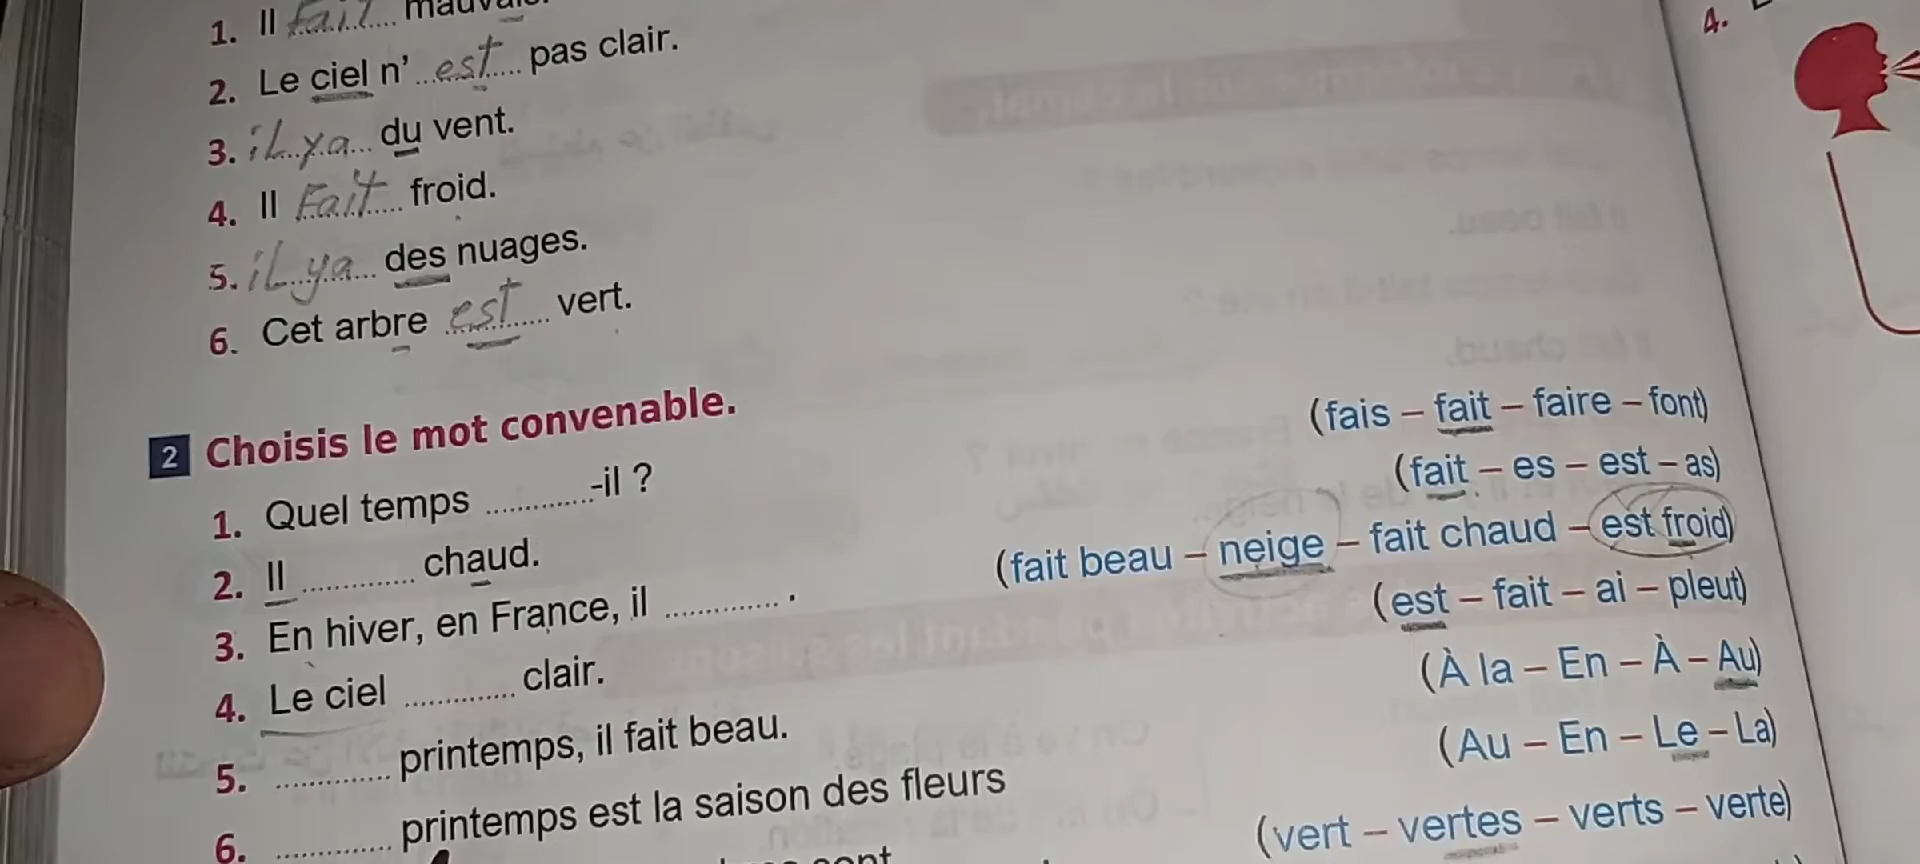 1. Il fait mauvais.
2. Le ciel n' est pas clair.
3. il ya du vent.
4. Il Fait froid.
5. il ya des nuages.
6. Cet arbre est vert.
2 Choisis le mot convenable.
1. Quel temps ............-il ? (fais – fait – faire – font)
2. Il ............ chaud. (fait – es – est – as)
3. En hiver, en France, il ............ . (fait beau – neige – fait chaud – est froid)
4. Le ciel ............ clair. (est – fait – ai – pleut)
5. ............ printemps, il fait beau. (À la – En – À – Au)
6. ............ printemps est la saison des fleurs (Au – En – Le – La)
(vert – vertes – verts – verte)
4.